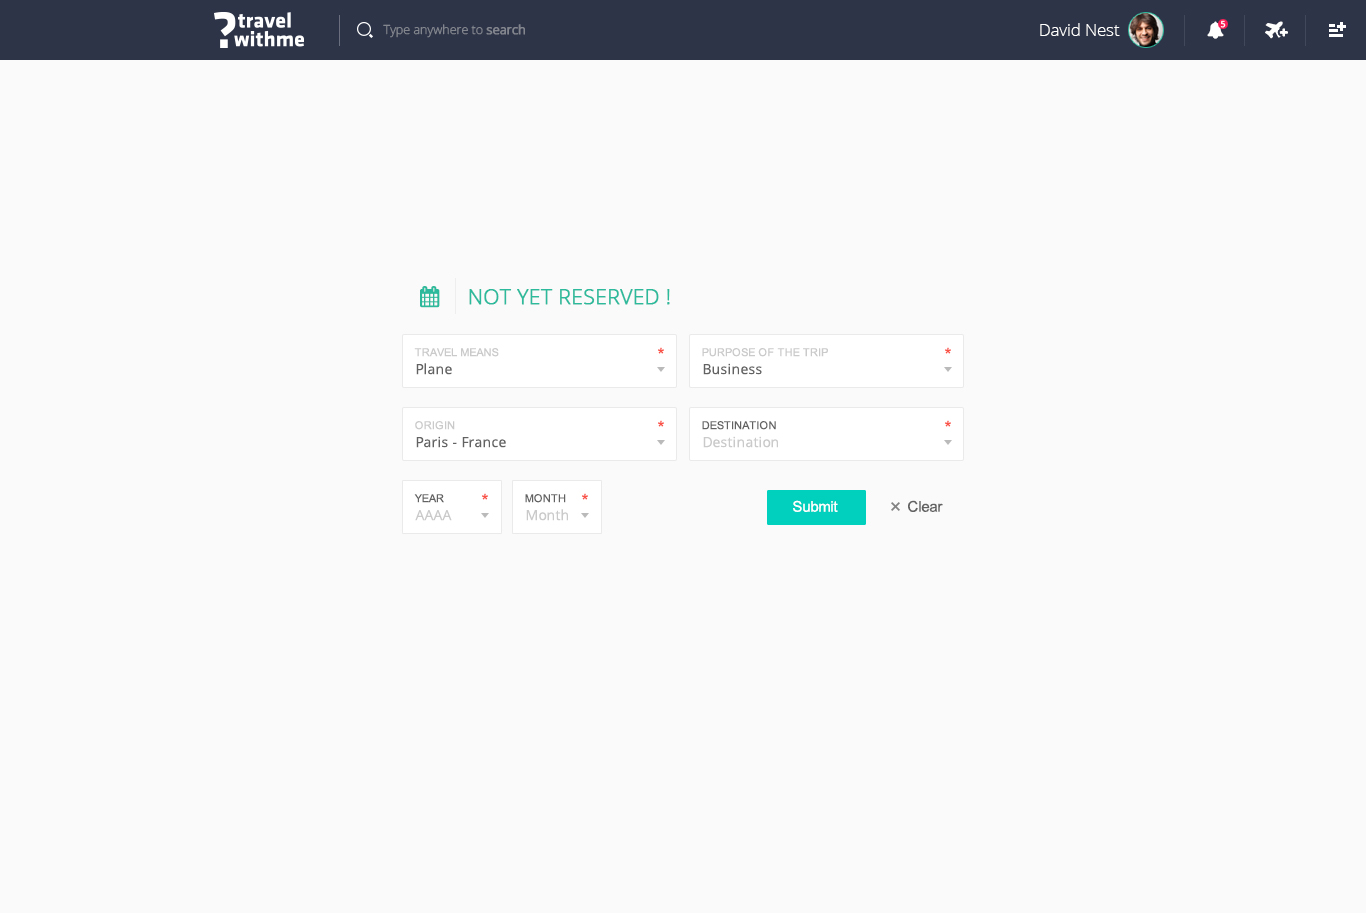 travel
withme
Type anywhere to search
David Nest
5
NOT YET RESERVED !
TRAVEL MEANS *
Plane
PURPOSE OF THE TRIP *
Business
ORIGIN *
Paris - France
DESTINATION *
Destination
YEAR *
AAAA
MONTH *
Month
Submit
× Clear